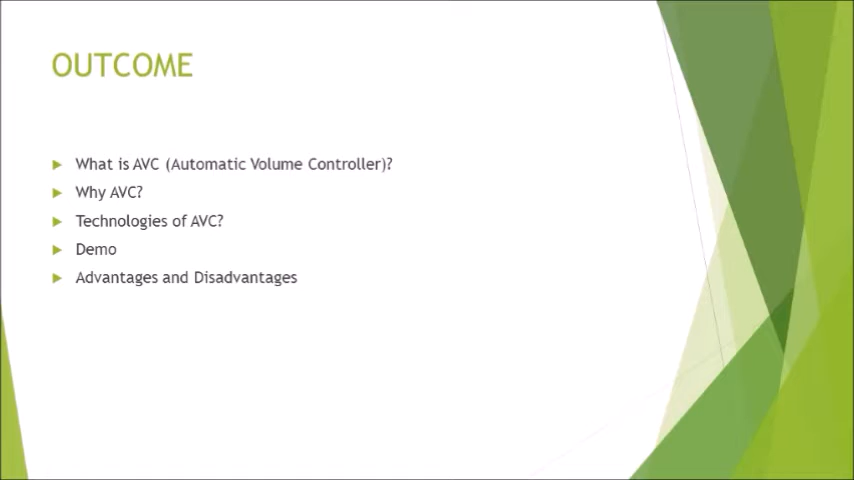 OUTCOME
What is AVC (Automatic Volume Controller)?
Why AVC?
Technologies of AVC?
Demo
Advantages and Disadvantages